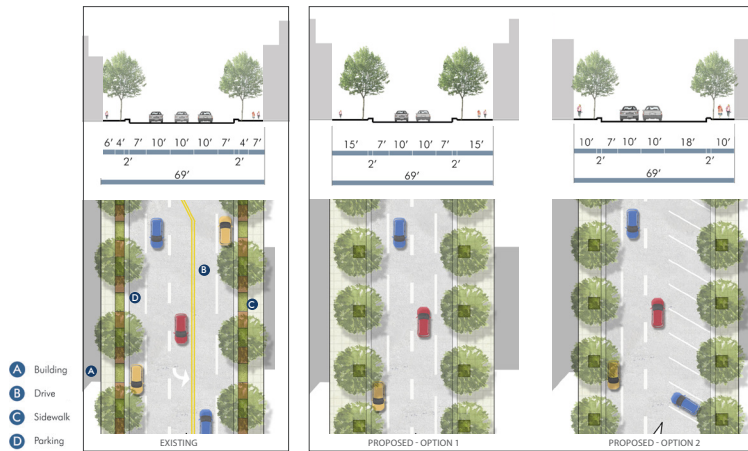 6' 4' 7' 10' 10' 10' 7' 4' 7'
2' 2'
69'
15' 7' 10' 10' 7' 15'
2' 2'
69'
10' 7' 10' 10' 18' 10'
2' 2'
69'
B
D
C
A
A Building
B Drive
C Sidewalk
D Parking
EXISTING
PROPOSED - OPTION 1
PROPOSED - OPTION 2